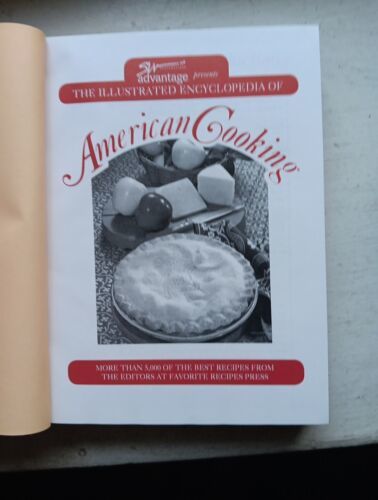 SW
advantage presents
THE ILLUSTRATED ENCYCLOPEDIA OF
American Cooking
MORE THAN 5,000 OF THE BEST RECIPES FROM
THE EDITORS AT FAVORITE RECIPES PRESS